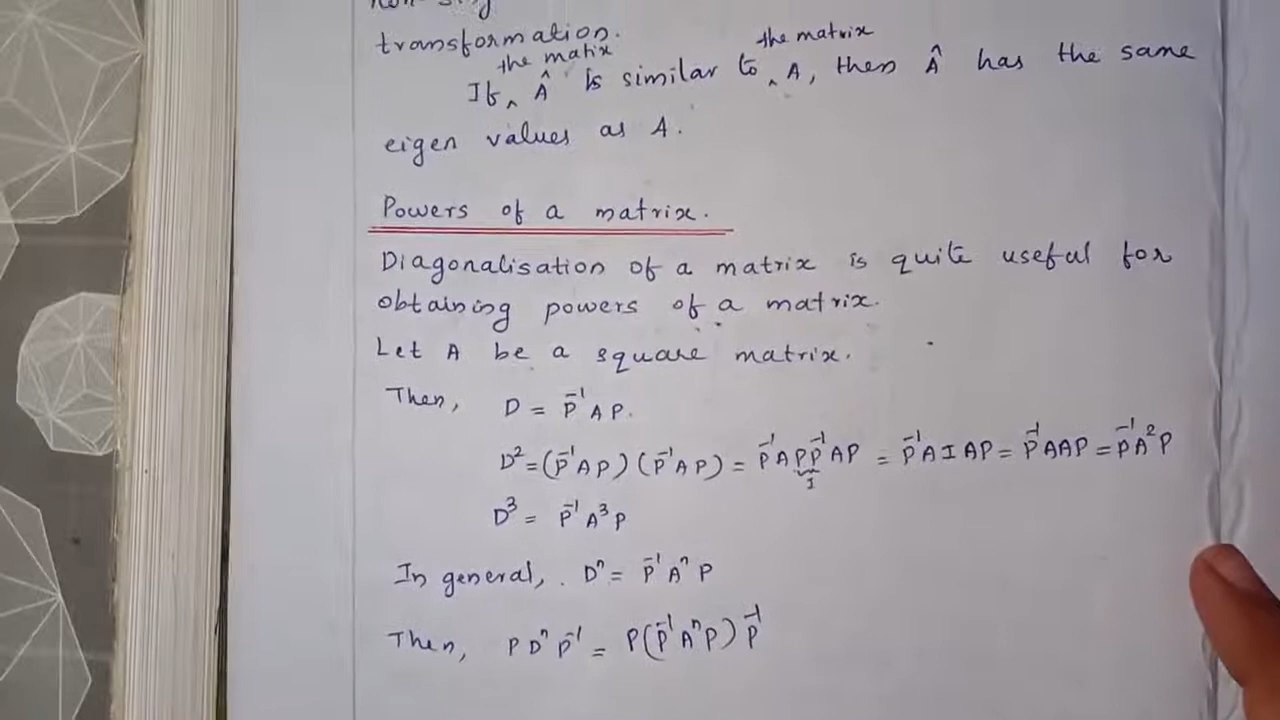 transformation.
If ^ the matix Â is similar to ^ the matrix A, then Â has the same
eigen values as A.
Powers of a matrix.
Diagonalisation of a matrix is quite useful for
obtaining powers of a matrix.
Let A be a square matrix.
Then, D = P⁻¹AP.
D² = (P⁻¹AP)(P⁻¹AP) = P⁻¹APP⁻¹AP = P⁻¹AIAP = P⁻¹AAP = P⁻¹A²P
I
D³ = P⁻¹A³P
In general, . Dⁿ = P⁻¹AⁿP
Then, PDⁿP⁻¹ = P(P⁻¹AⁿP)P⁻¹